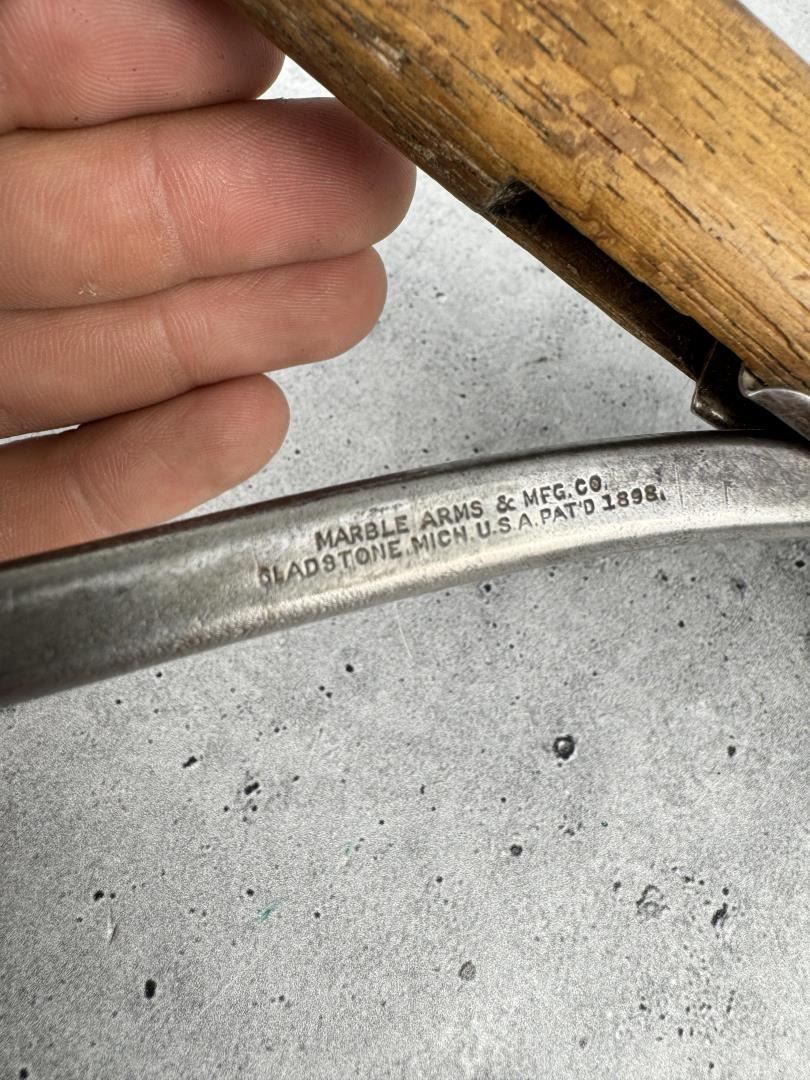 MARBLE ARMS & MFG. CO.
GLADSTONE, MICH. U.S.A. PAT'D 1898.